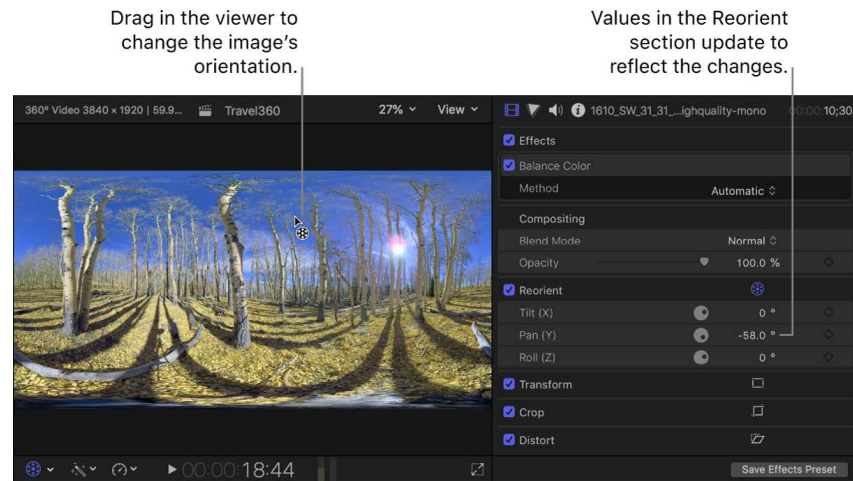 Drag in the viewer to
change the image's
orientation.
Values in the Reorient
section update to
reflect the changes.
360° Video 3840 × 1920 | 59.9... Travel360 27% View
1610_SW_31_31_...ighquality-mono 00:00:10;30
Effects
Balance Color
Method Automatic
Compositing
Blend Mode Normal
Opacity 100.0 %
Reorient
Tilt (X) 0 °
Pan (Y) -58.0 °
Roll (Z) 0 °
Transform
Crop
Distort
00:00:18:44
Save Effects Preset